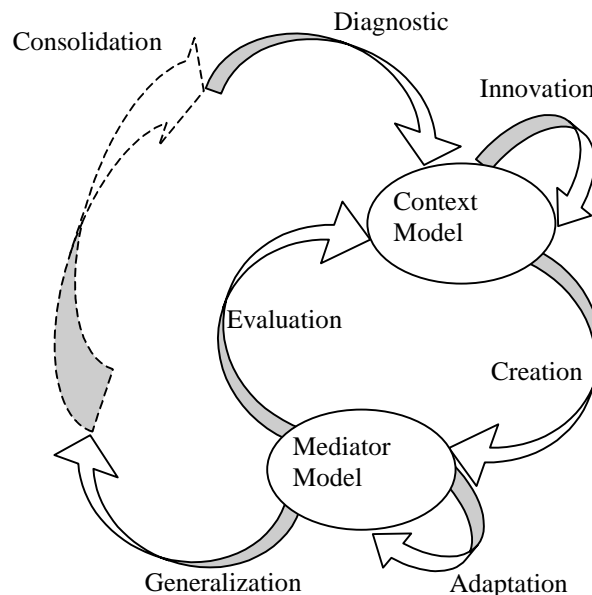 Diagnostic
Consolidation
Innovation
Context
Model
Evaluation
Creation
Mediator
Model
Generalization
Adaptation